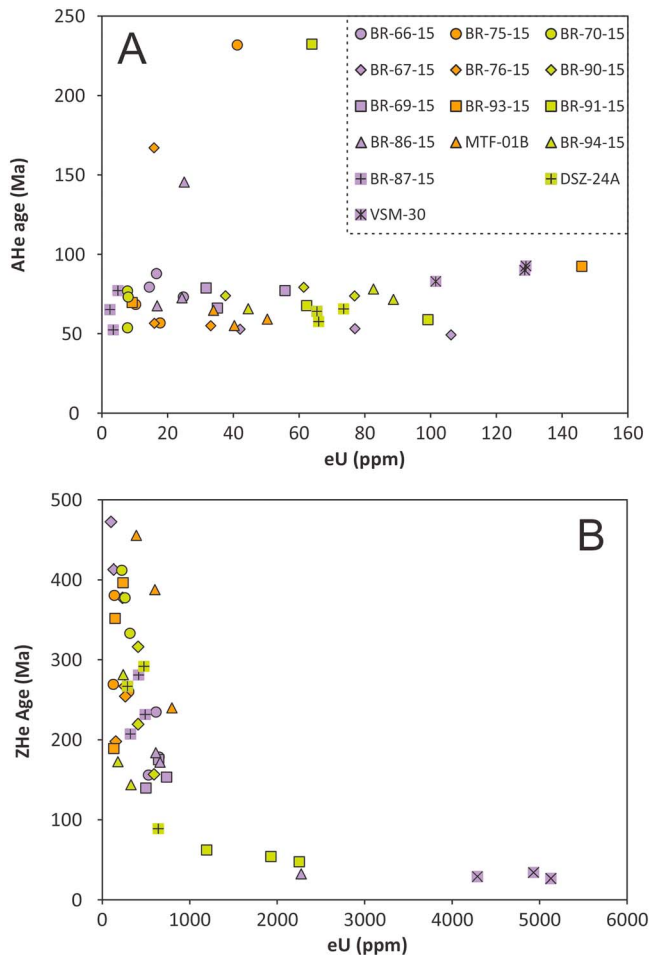 A
BR-66-15 BR-75-15 BR-70-15
BR-67-15 BR-76-15 BR-90-15
BR-69-15 BR-93-15 BR-91-15
BR-86-15 MTF-01B BR-94-15
BR-87-15 DSZ-24A
VSM-30
250
200
150
100
50
0
AHe age (Ma)
0 20 40 60 80 100 120 140 160
eU (ppm)
B
500
400
300
200
100
0
ZHe Age (Ma)
0 1000 2000 3000 4000 5000 6000
eU (ppm)